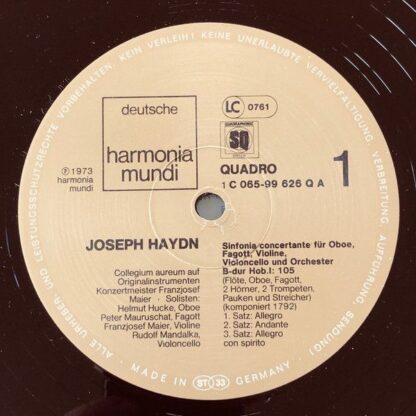 ALLE URHEBER- UND LEISTUNGSSCHUTZRECHTE VORBEHALTEN. KEIN VERLEIH! KEINE UNERLAUBTE VERVIELFÄLTIGUNG, VERBREITUNG, AUFFÜHRUNG, SENDUNG!
deutsche
harmonia
mundi
LC 0761
QUADRAPHONIC
SQ
QUADRO
1 C 065-99 626 Q A
1
Ⓟ 1973
harmonia
mundi
JOSEPH HAYDN
Collegium aureum auf
Originalinstrumenten
Konzertmeister Franzjosef
Maier · Solisten:
Helmut Hucke, Oboe
Peter Mauruschat, Fagott
Franzjosef Maier, Violine
Rudolf Mandalka,
Violoncello
Sinfonia concertante für Oboe,
Fagott, Violine,
Violoncello und Orchester
B-dur Hob.I: 105
(Flöte, Oboe, Fagott,
2 Hörner, 2 Trompeten,
Pauken und Streicher)
(komponiert 1792)
1. Satz: Allegro
2. Satz: Andante
3. Satz: Allegro
con spirito
MADE IN GERMANY
ST 33